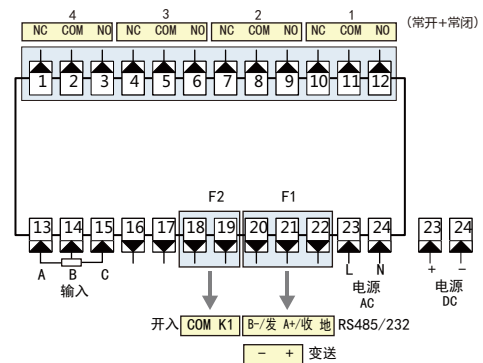 4 3 2 1
NC COM NO NC COM NO NC COM NO NC COM NO (常开+常闭)
1 2 3 4 5 6 7 8 9 10 11 12
F2 F1
13 14 15 16 17 18 19 20 21 22 23 24 23 24
A B C L N + -
输入 电源 电源
AC DC
开入 COM K1 B-/发 A+/收 地 RS485/232
- + 变送